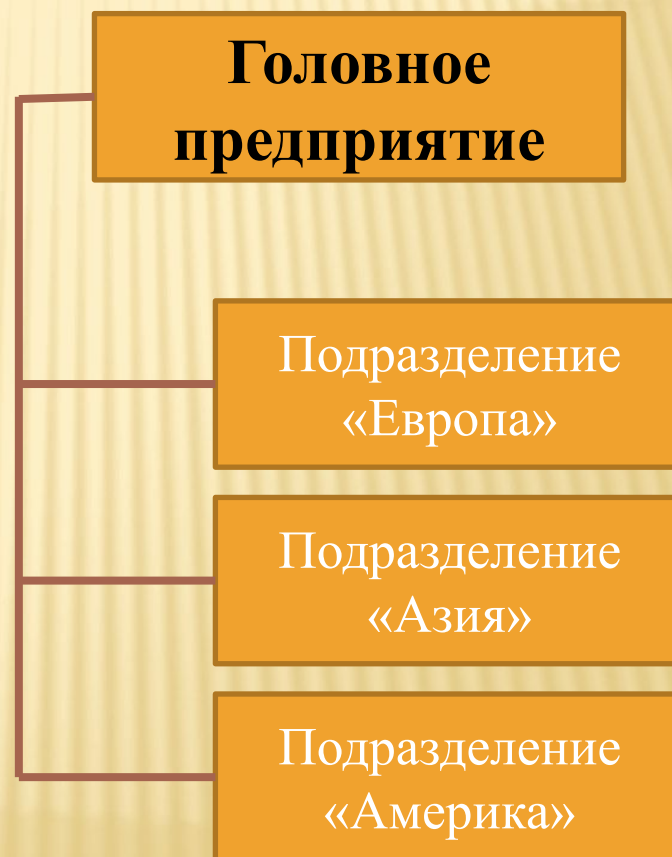 Головное
предприятие
Подразделение
«Европа»
Подразделение
«Азия»
Подразделение
«Америка»